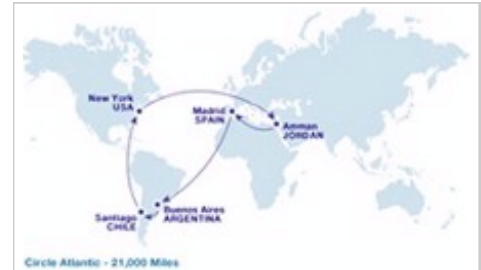 New York
USA
Madrid
SPAIN
Amman
JORDAN
Buenos Aires
ARGENTINA
Santiago
CHILE
Circle Atlantic - 21,000 Miles